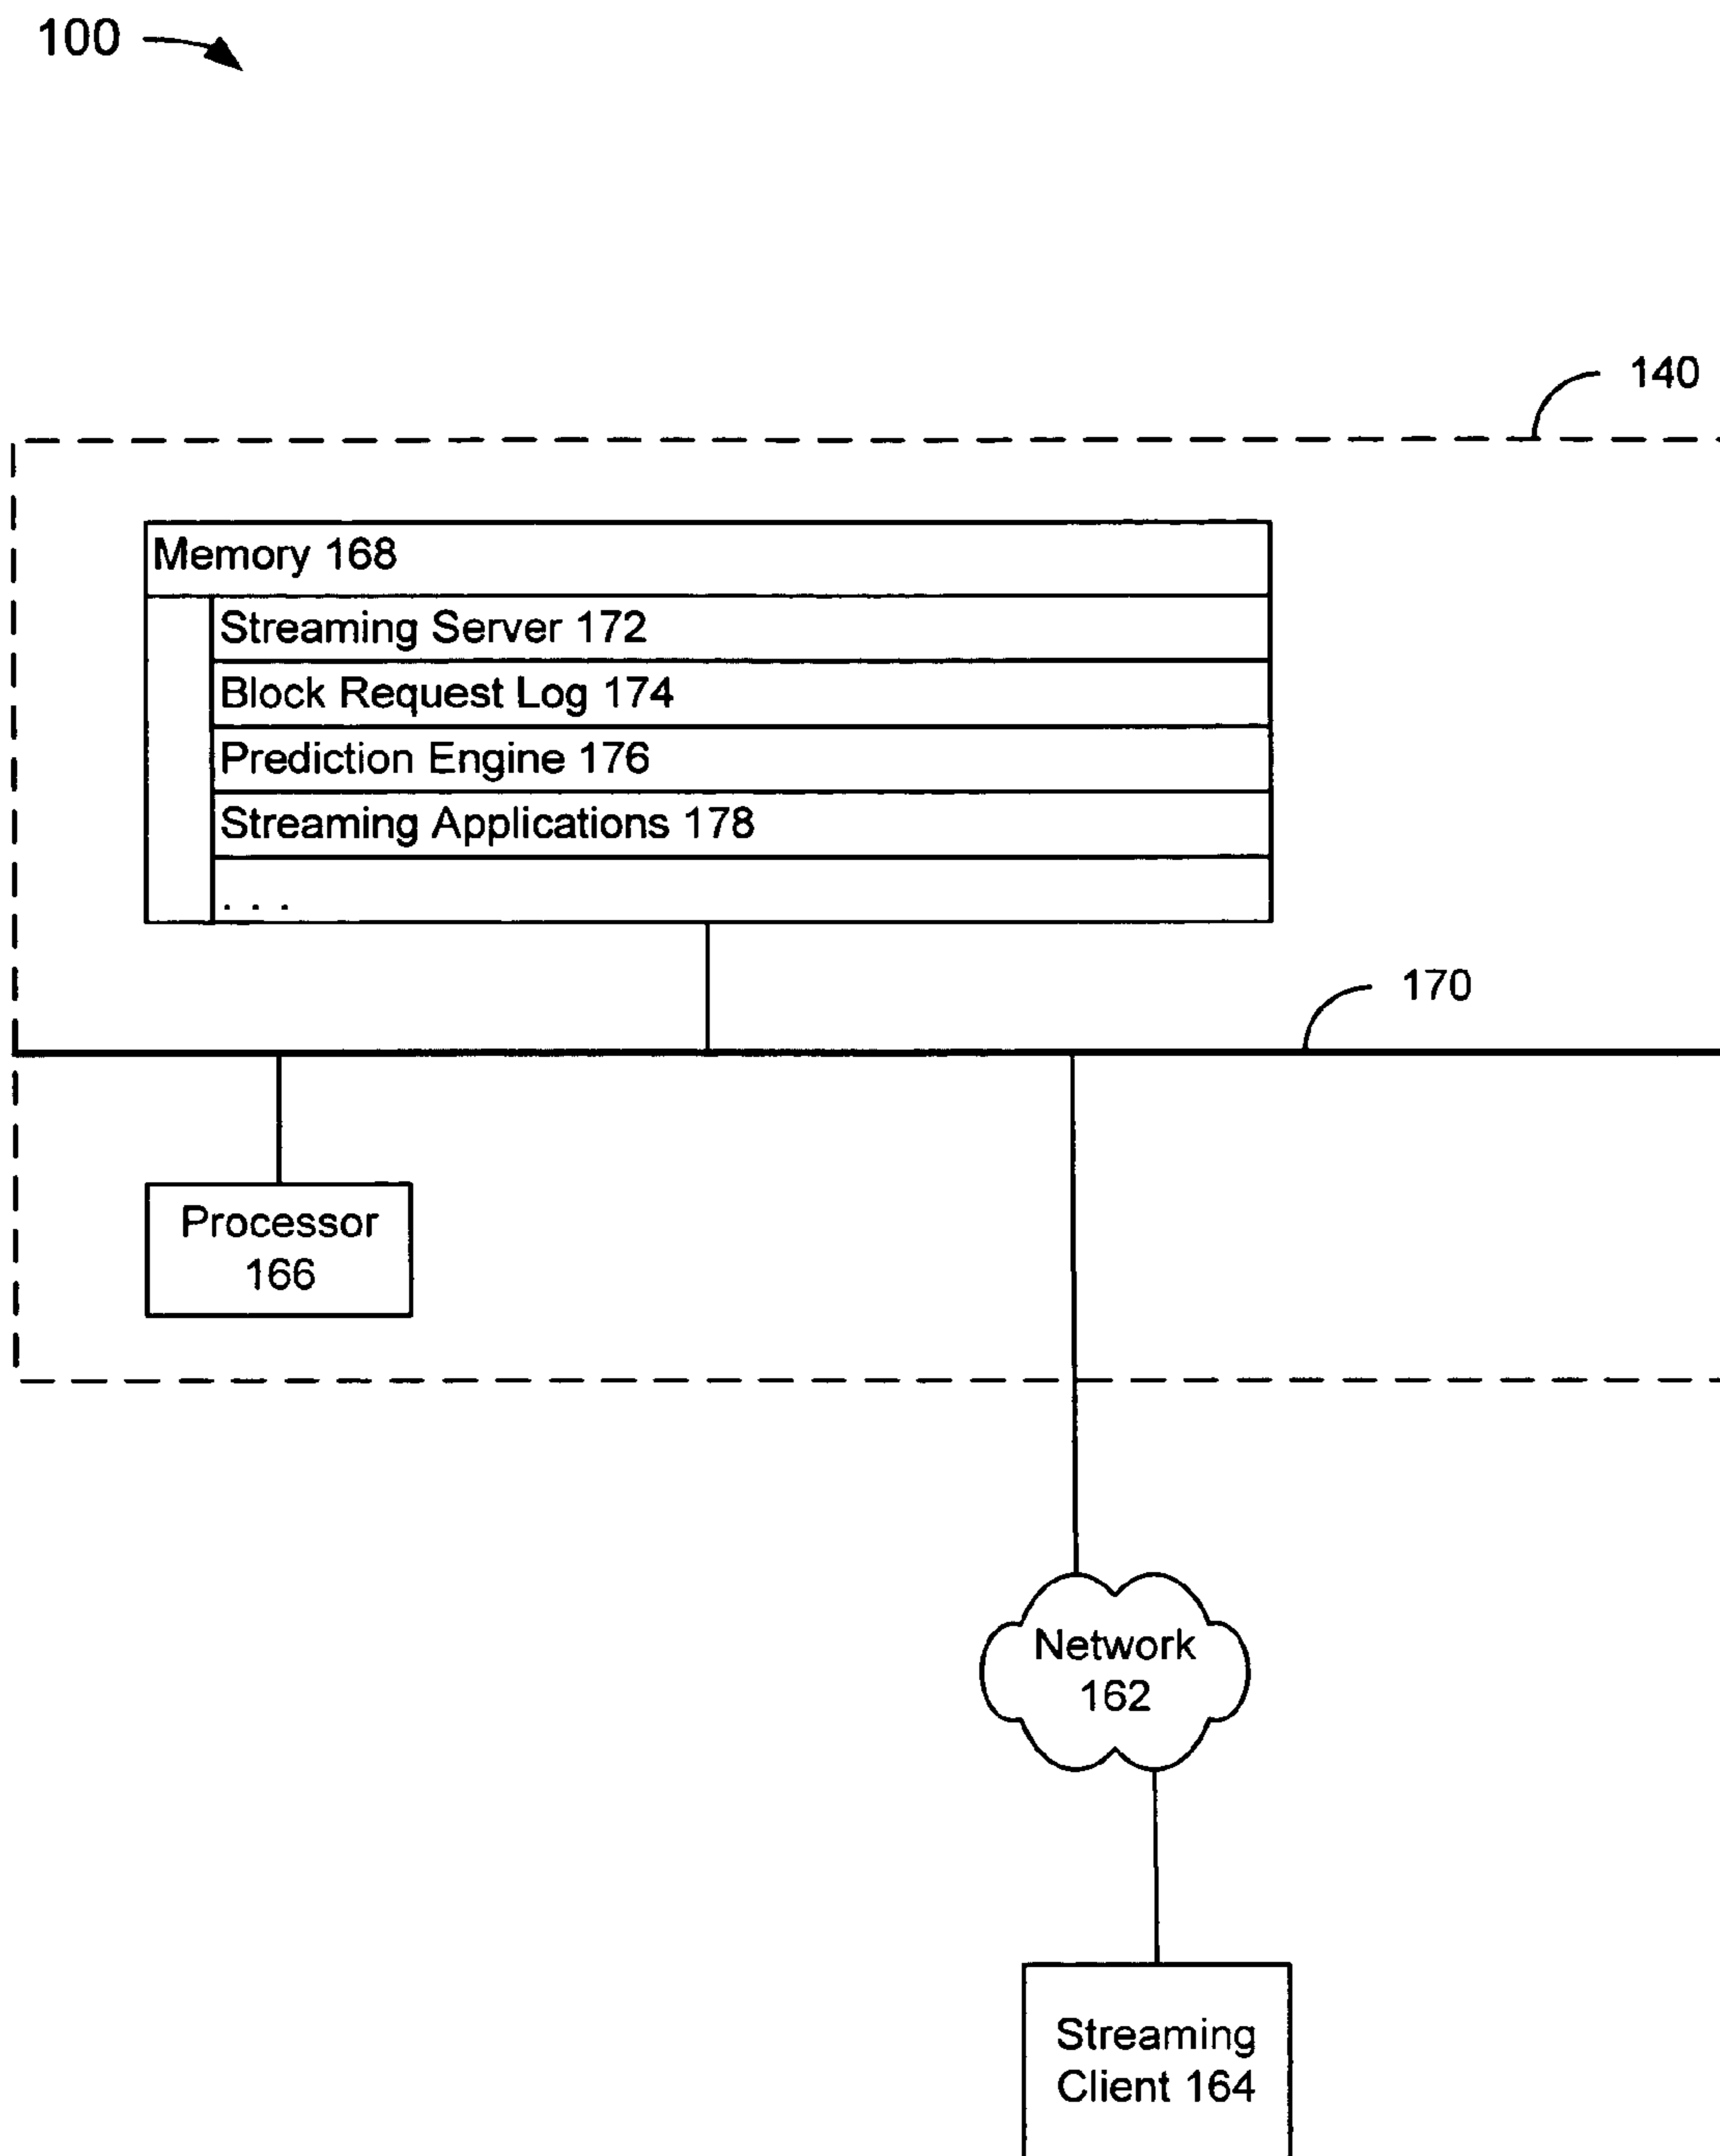 100
140
Memory 168
Streaming Server 172
Block Request Log 174
Prediction Engine 176
Streaming Applications 178
. . .
170
Processor
166
Network
162
Streaming
Client 164